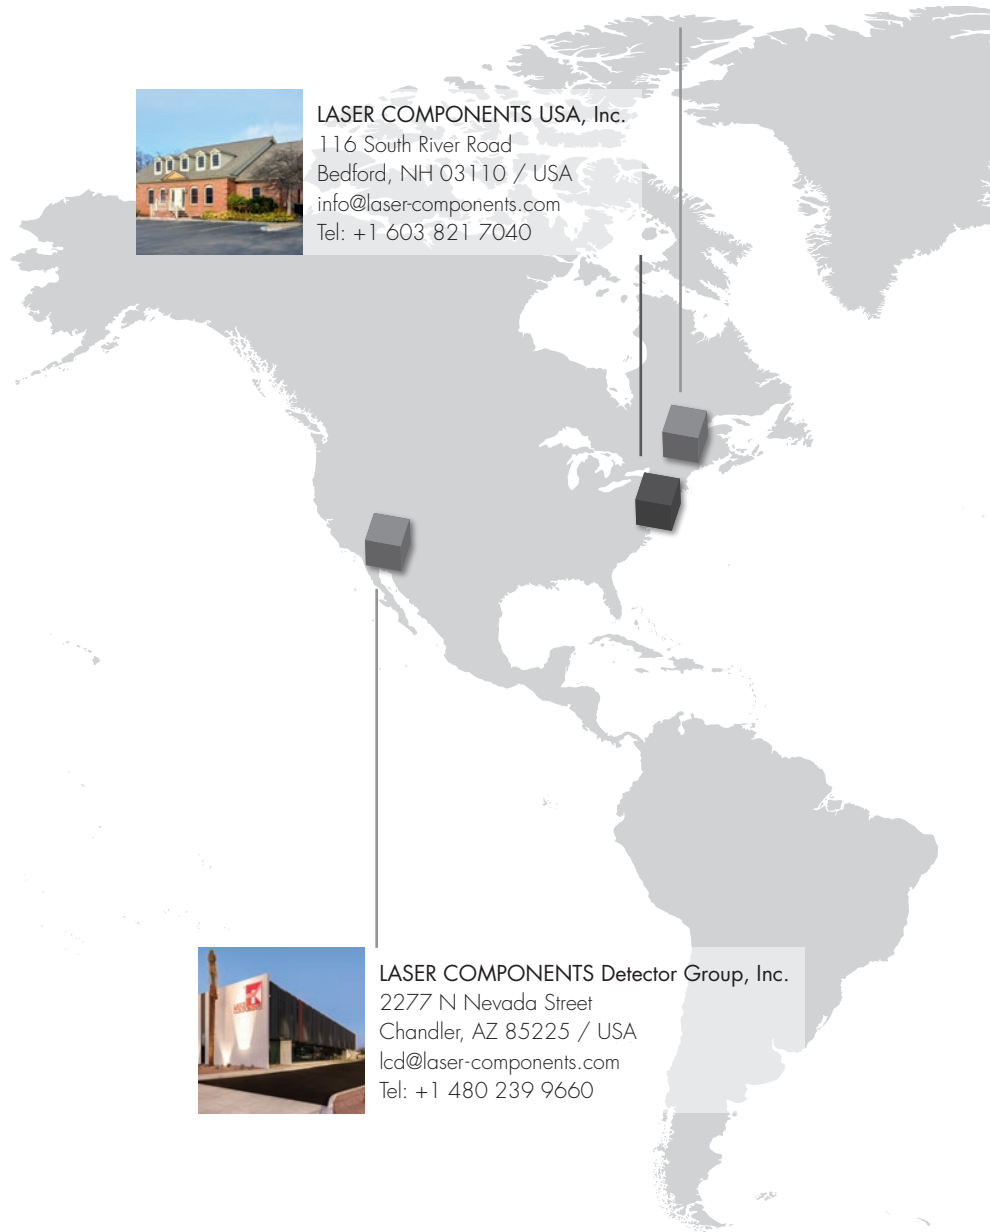 LASER COMPONENTS USA, Inc.
116 South River Road
Bedford, NH 03110 / USA
info@laser-components.com
Tel: +1 603 821 7040
LASER COMPONENTS Detector Group, Inc.
2277 N Nevada Street
Chandler, AZ 85225 / USA
lcd@laser-components.com
Tel: +1 480 239 9660